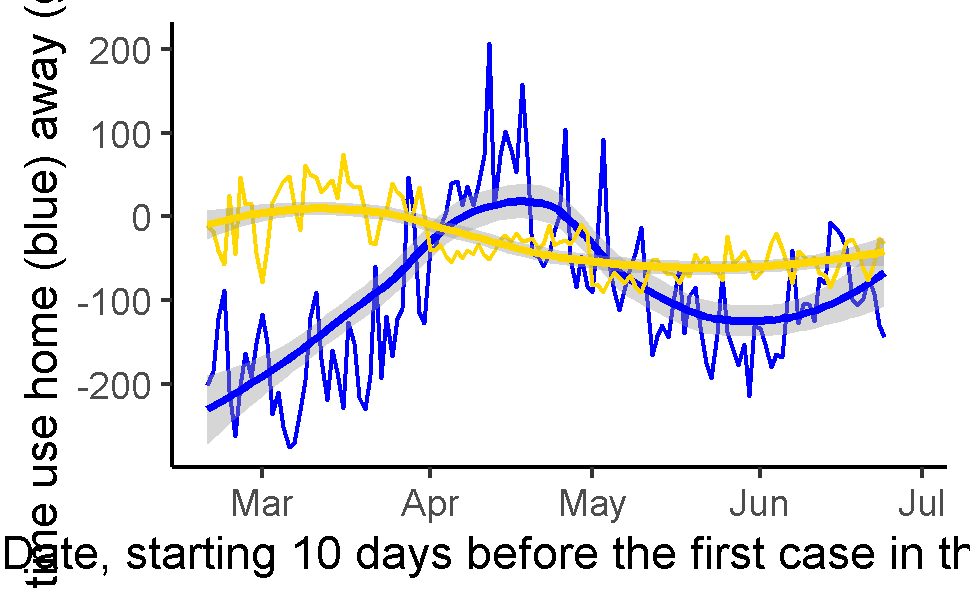 time use home (blue) away (
200
100
0
-100
-200
Mar Apr May Jun Jul
Date, starting 10 days before the first case in th